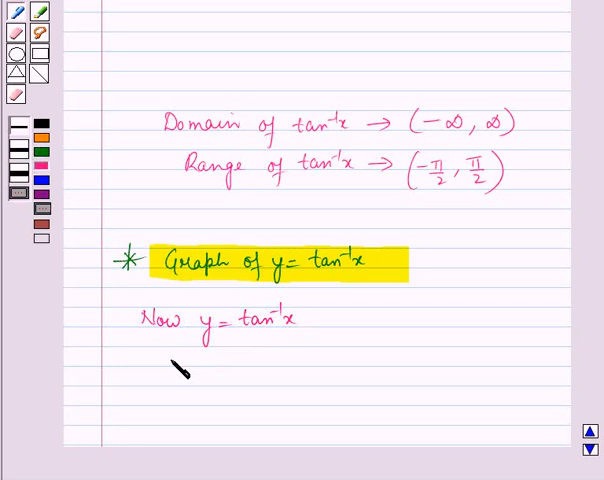 Domain of tan⁻¹x → (-∞, ∞)
Range of tan⁻¹x → (-π/2, π/2)
* Graph of y = tan⁻¹x
Now y = tan⁻¹x